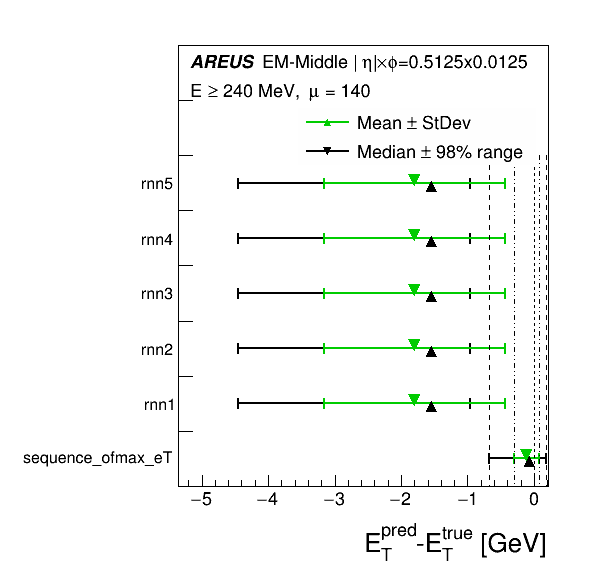 AREUS EM-Middle |η|×ϕ=0.5125x0.0125
E ≥ 240 MeV, μ = 140
Mean ± StDev
Median ± 98% range
rnn5
rnn4
rnn3
rnn2
rnn1
sequence_ofmax_eT
−5 −4 −3 −2 −1 0
E_T^pred-E_T^true [GeV]